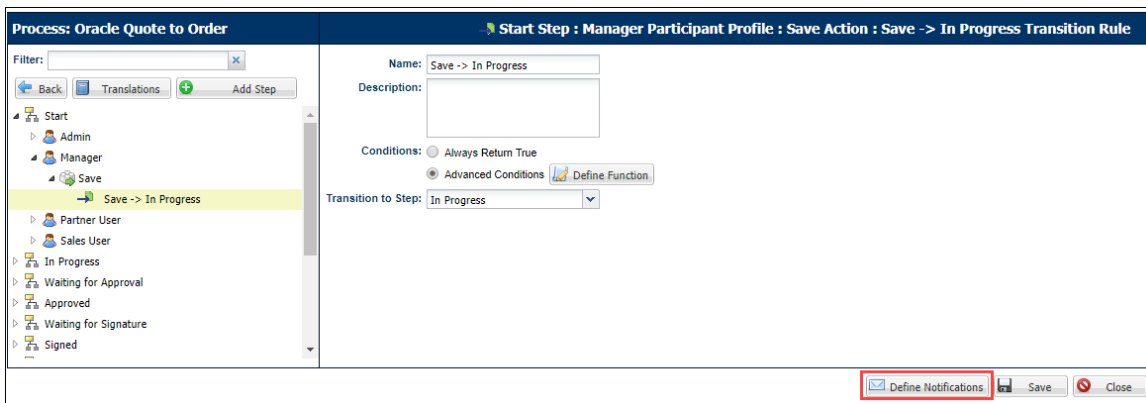 Process: Oracle Quote to Order
Start Step : Manager Participant Profile : Save Action : Save -> In Progress Transition Rule
Filter:
Back Translations Add Step
Start
Admin
Manager
Save
Save -> In Progress
Partner User
Sales User
In Progress
Waiting for Approval
Approved
Waiting for Signature
Signed
Name: Save -> In Progress
Description:
Conditions: Always Return True
Advanced Conditions Define Function
Transition to Step: In Progress
Define Notifications Save Close